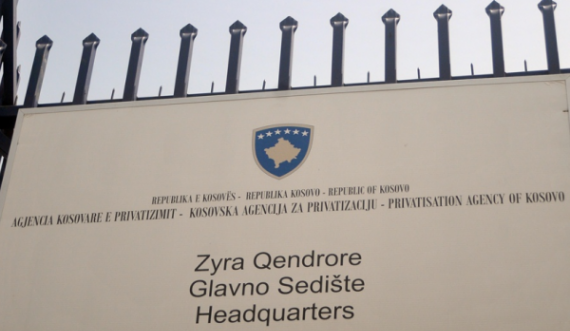 REPUBLIKA E KOSOVËS - REPUBLIKA KOSOVO - REPUBLIC OF KOSOVO
AGJENCIA KOSOVARE E PRIVATIZIMIT - KOSOVSKA AGENCIJA ZA PRIVATIZACIJU - PRIVATISATION AGENCY OF KOSOVO
Zyra Qendrore
Glavno Sedište
Headquarters